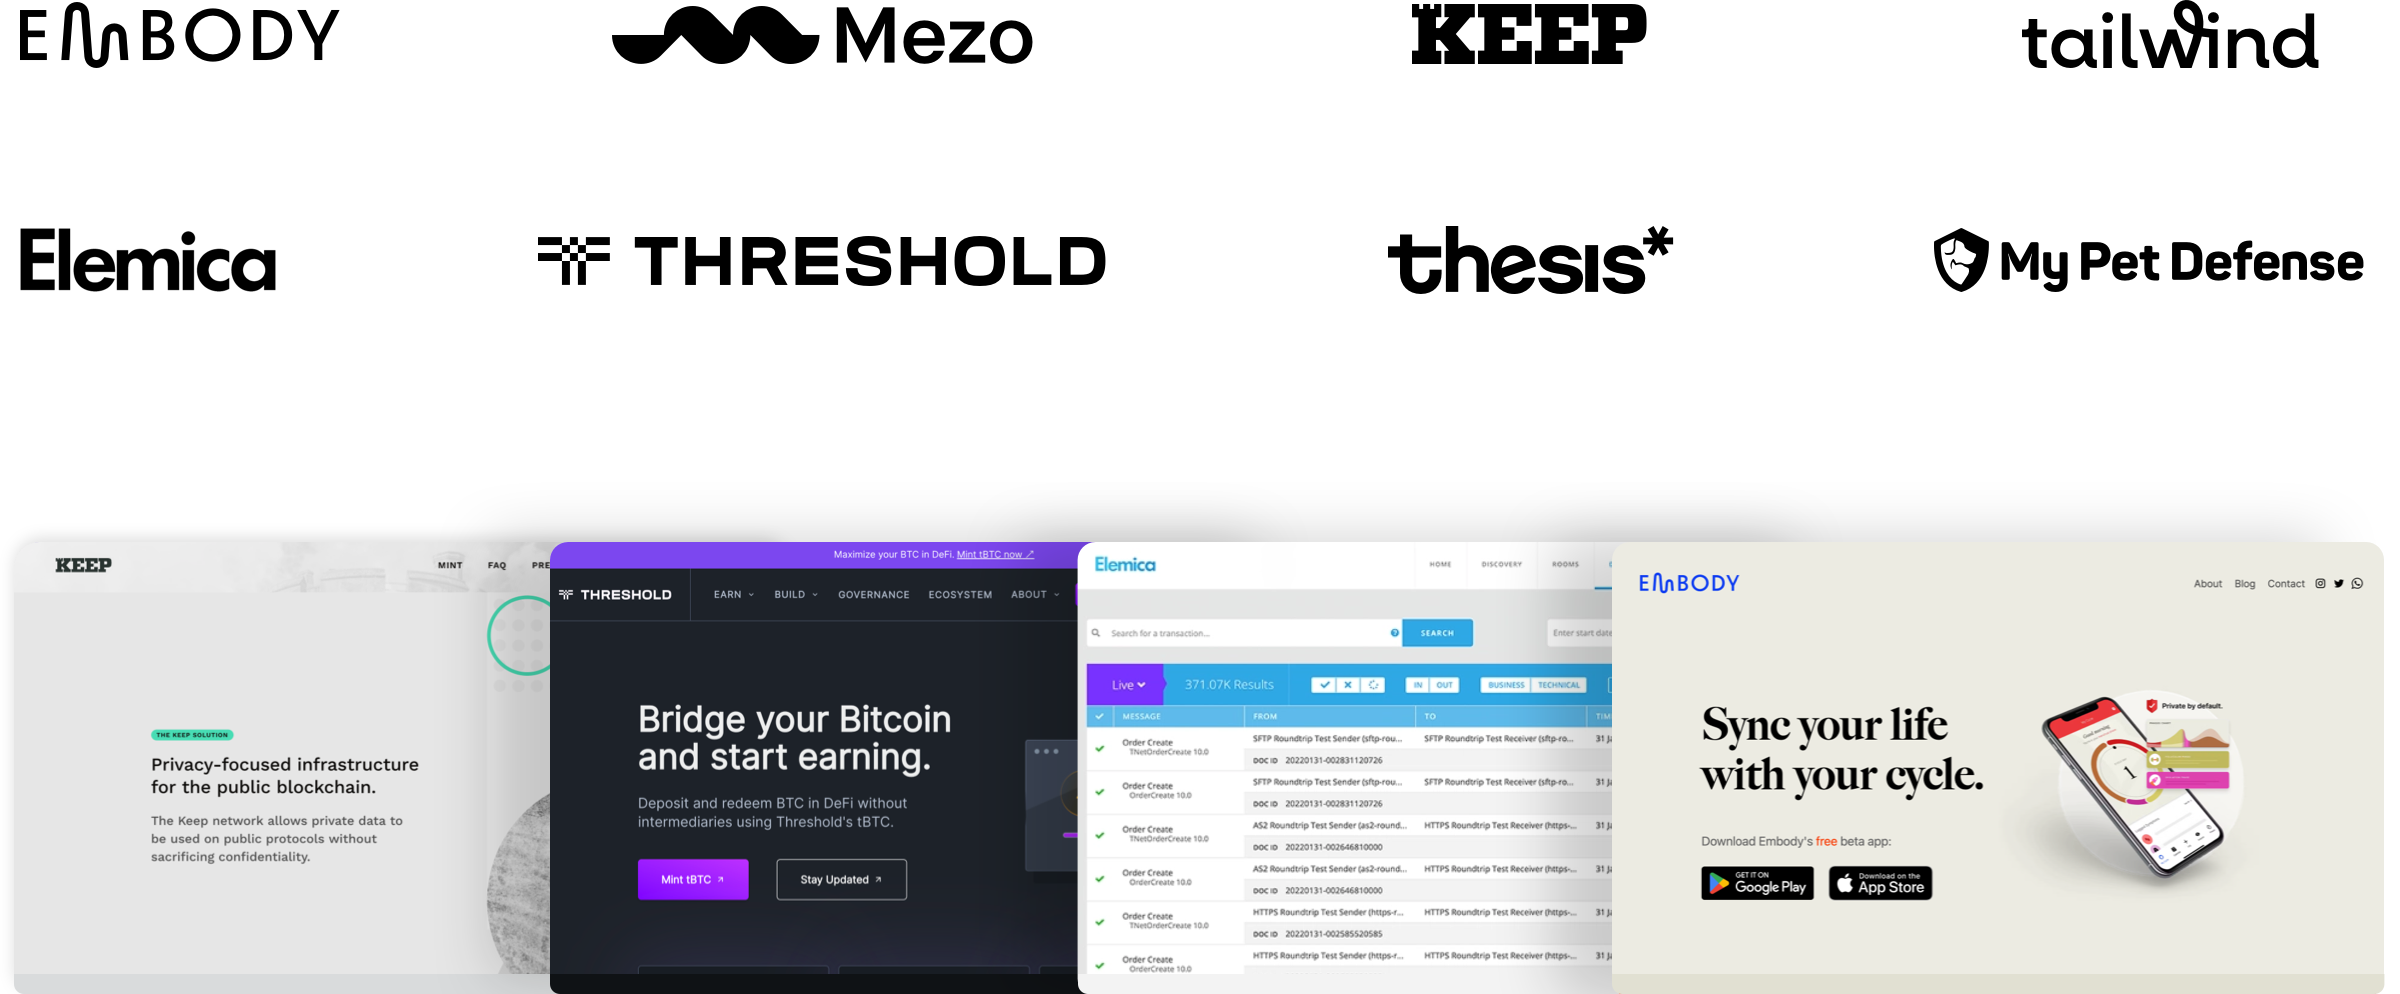 EMBODY
Mezo
KEEP
tailwind
Elemica
THRESHOLD
thesis*
My Pet Defense
KEEP
MINT FAQ PRE
THE KEEP SOLUTION
Privacy-focused infrastructure
for the public blockchain.
The Keep network allows private data to
be used on public protocols without
sacrificing confidentiality.
Maximize your BTC in DeFi. Mint tBTC now ↗
THRESHOLD
EARN BUILD GOVERNANCE ECOSYSTEM ABOUT
Bridge your Bitcoin
and start earning.
Deposit and redeem BTC in DeFi without
intermediaries using Threshold's tBTC.
Mint tBTC ↗ Stay Updated ↗
Elemica
HOME DISCOVERY ROOMS
Search for a transaction... ? SEARCH Enter start date
Live 371.07K Results IN OUT BUSINESS TECHNICAL
MESSAGE FROM TO TIM
Order Create SFTP Roundtrip Test Sender (sftp-rou... SFTP Roundtrip Test Receiver (sftp-ro... 31 Ja
TNetOrderCreate 10.0
DOC ID 20220131-002831120726
Order Create SFTP Roundtrip Test Sender (sftp-rou... SFTP Roundtrip Test Receiver (sftp-ro... 31 Ja
OrderCreate 10.0
DOC ID 20220131-002831120726
Order Create AS2 Roundtrip Test Sender (as2-round... HTTPS Roundtrip Test Receiver (https-... 31 Ja
TNetOrderCreate 10.0
DOC ID 20220131-002646810000
Order Create AS2 Roundtrip Test Sender (as2-round... HTTPS Roundtrip Test Receiver (https-... 31 Ja
OrderCreate 10.0
DOC ID 20220131-002646810000
Order Create HTTPS Roundtrip Test Sender (https-r... HTTPS Roundtrip Test Receiver (https-... 31 Ja
TNetOrderCreate 10.0
DOC ID 20220131-002585520585
Order Create HTTPS Roundtrip Test Sender (https-r... HTTPS Roundtrip Test Receiver (https-... 31 Ja
OrderCreate 10.0
EMBODY
About Blog Contact
Sync your life
with your cycle.
Download Embody's free beta app:
GET IT ON
Google Play
Download on the
App Store
Private by default.
Good morning
1